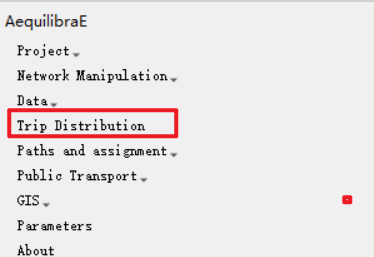 AequilibraE
Project
Network Manipulation
Data
Trip Distribution
Paths and assignment
Public Transport
GIS
Parameters
About